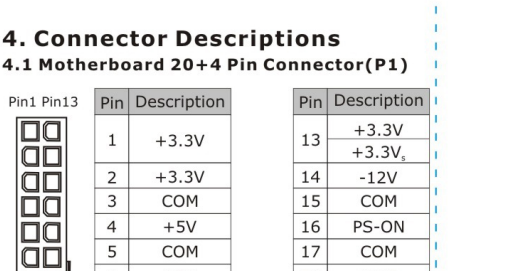 4. Connector Descriptions
4.1 Motherboard 20+4 Pin Connector(P1)
Pin1 Pin13
Pin Description Pin Description
1 +3.3V 13 +3.3V
+3.3Vs
2 +3.3V 14 -12V
3 COM 15 COM
4 +5V 16 PS-ON
5 COM 17 COM